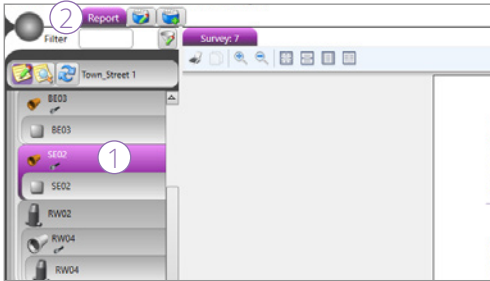 2 Report
Filter
Survey: 7
Town_Street 1
BE03
BE03
SE02 1
SE02
RW02
RW04
RW04